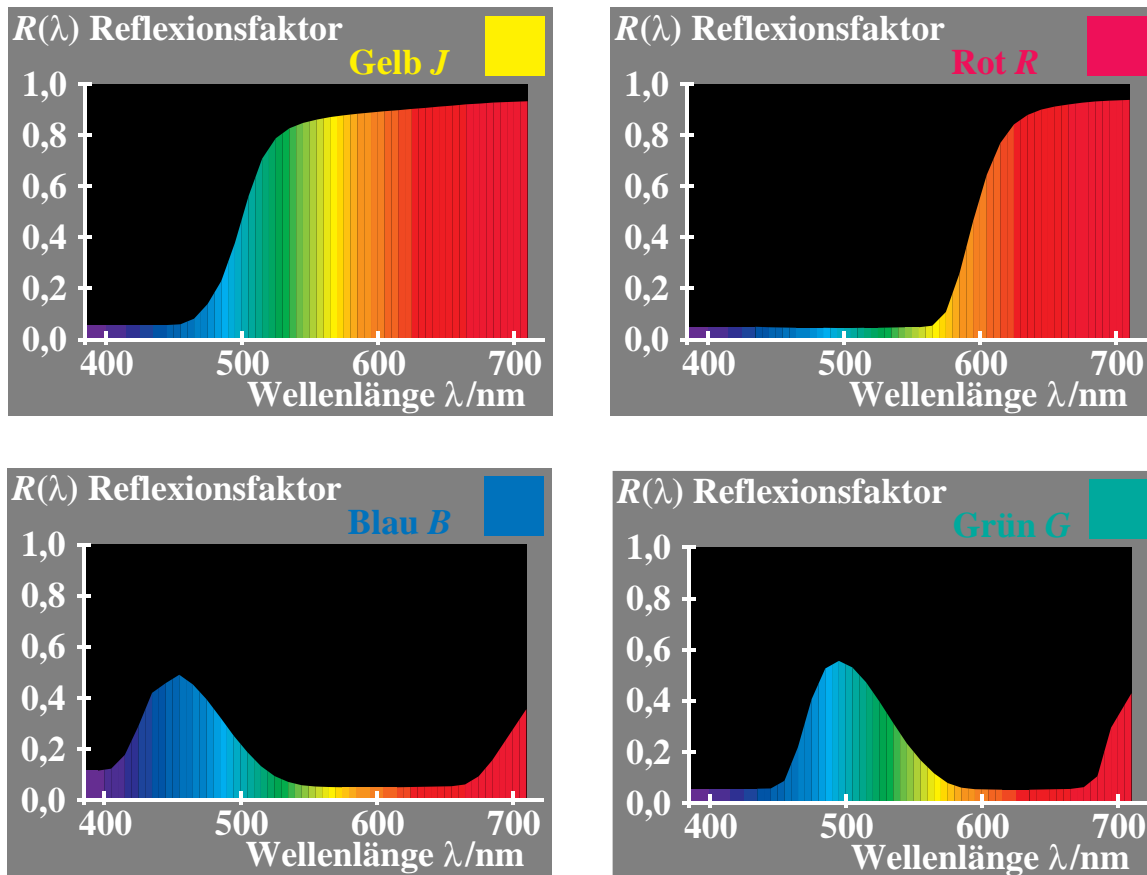 R(λ) Reflexionsfaktor
Gelb J
1,0
0,8
0,6
0,4
0,2
0,0
400 500 600 700
Wellenlänge λ/nm
R(λ) Reflexionsfaktor
Rot R
1,0
0,8
0,6
0,4
0,2
0,0
400 500 600 700
Wellenlänge λ/nm
R(λ) Reflexionsfaktor
Blau B
1,0
0,8
0,6
0,4
0,2
0,0
400 500 600 700
Wellenlänge λ/nm
R(λ) Reflexionsfaktor
Grün G
1,0
0,8
0,6
0,4
0,2
0,0
400 500 600 700
Wellenlänge λ/nm